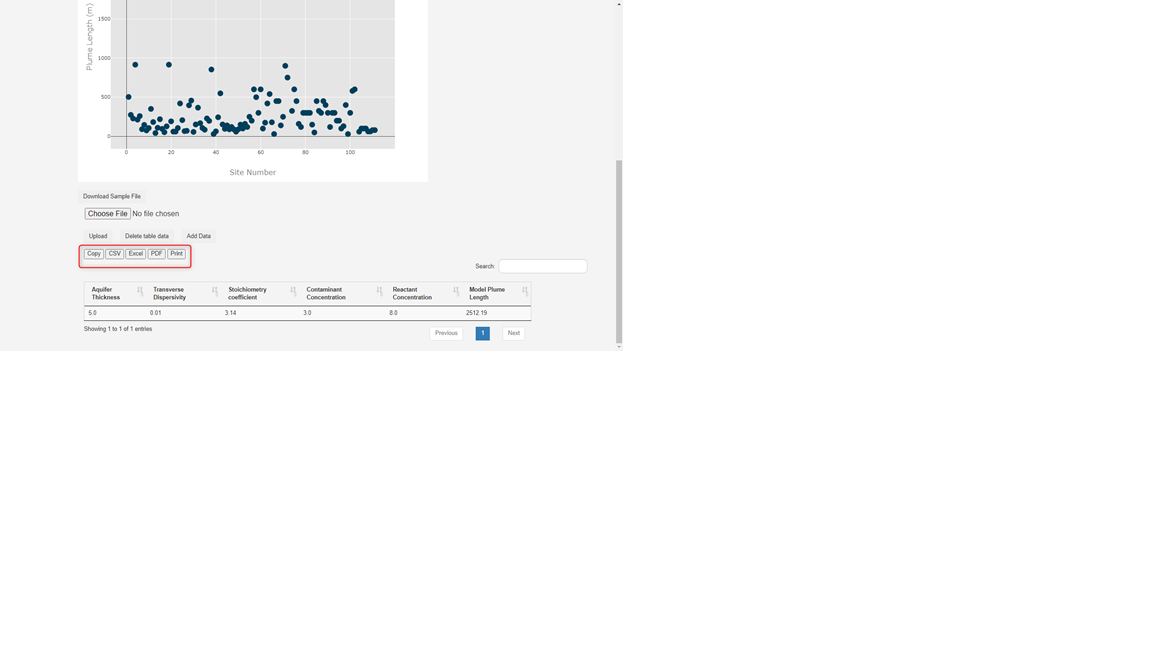 1500
Plume Length (m)
1000
500
0
0 20 40 60 80 100
Site Number
Download Sample File
Choose File No file chosen
Upload Delete table data Add Data
Copy CSV Excel PDF Print
Search:
Aquifer Thickness Transverse Dispersivity Stoichiometry coefficient Contaminant Concentration Reactant Concentration Model Plume Length
5.0 0.01 3.14 3.0 8.0 2512.19
Showing 1 to 1 of 1 entries
Previous 1 Next